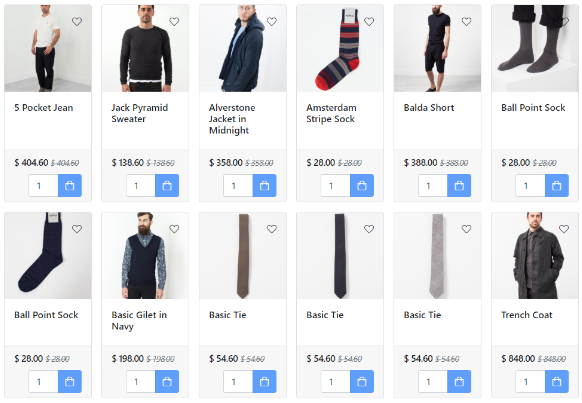 5 Pocket Jean
$ 404.60 $ 404.60
1
Jack Pyramid
Sweater
$ 138.60 $ 138.60
1
Alverstone
Jacket in
Midnight
$ 358.00 $ 358.00
1
Amsterdam
Stripe Sock
$ 28.00 $ 28.00
1
Balda Short
$ 388.00 $ 388.00
1
Ball Point Sock
$ 28.00 $ 28.00
1
Ball Point Sock
$ 28.00 $ 28.00
1
Basic Gilet in
Navy
$ 198.00 $ 198.00
1
Basic Tie
$ 54.60 $ 54.60
1
Basic Tie
$ 54.60 $ 54.60
1
Basic Tie
$ 54.60 $ 54.60
1
Trench Coat
$ 848.00 $ 848.00
1